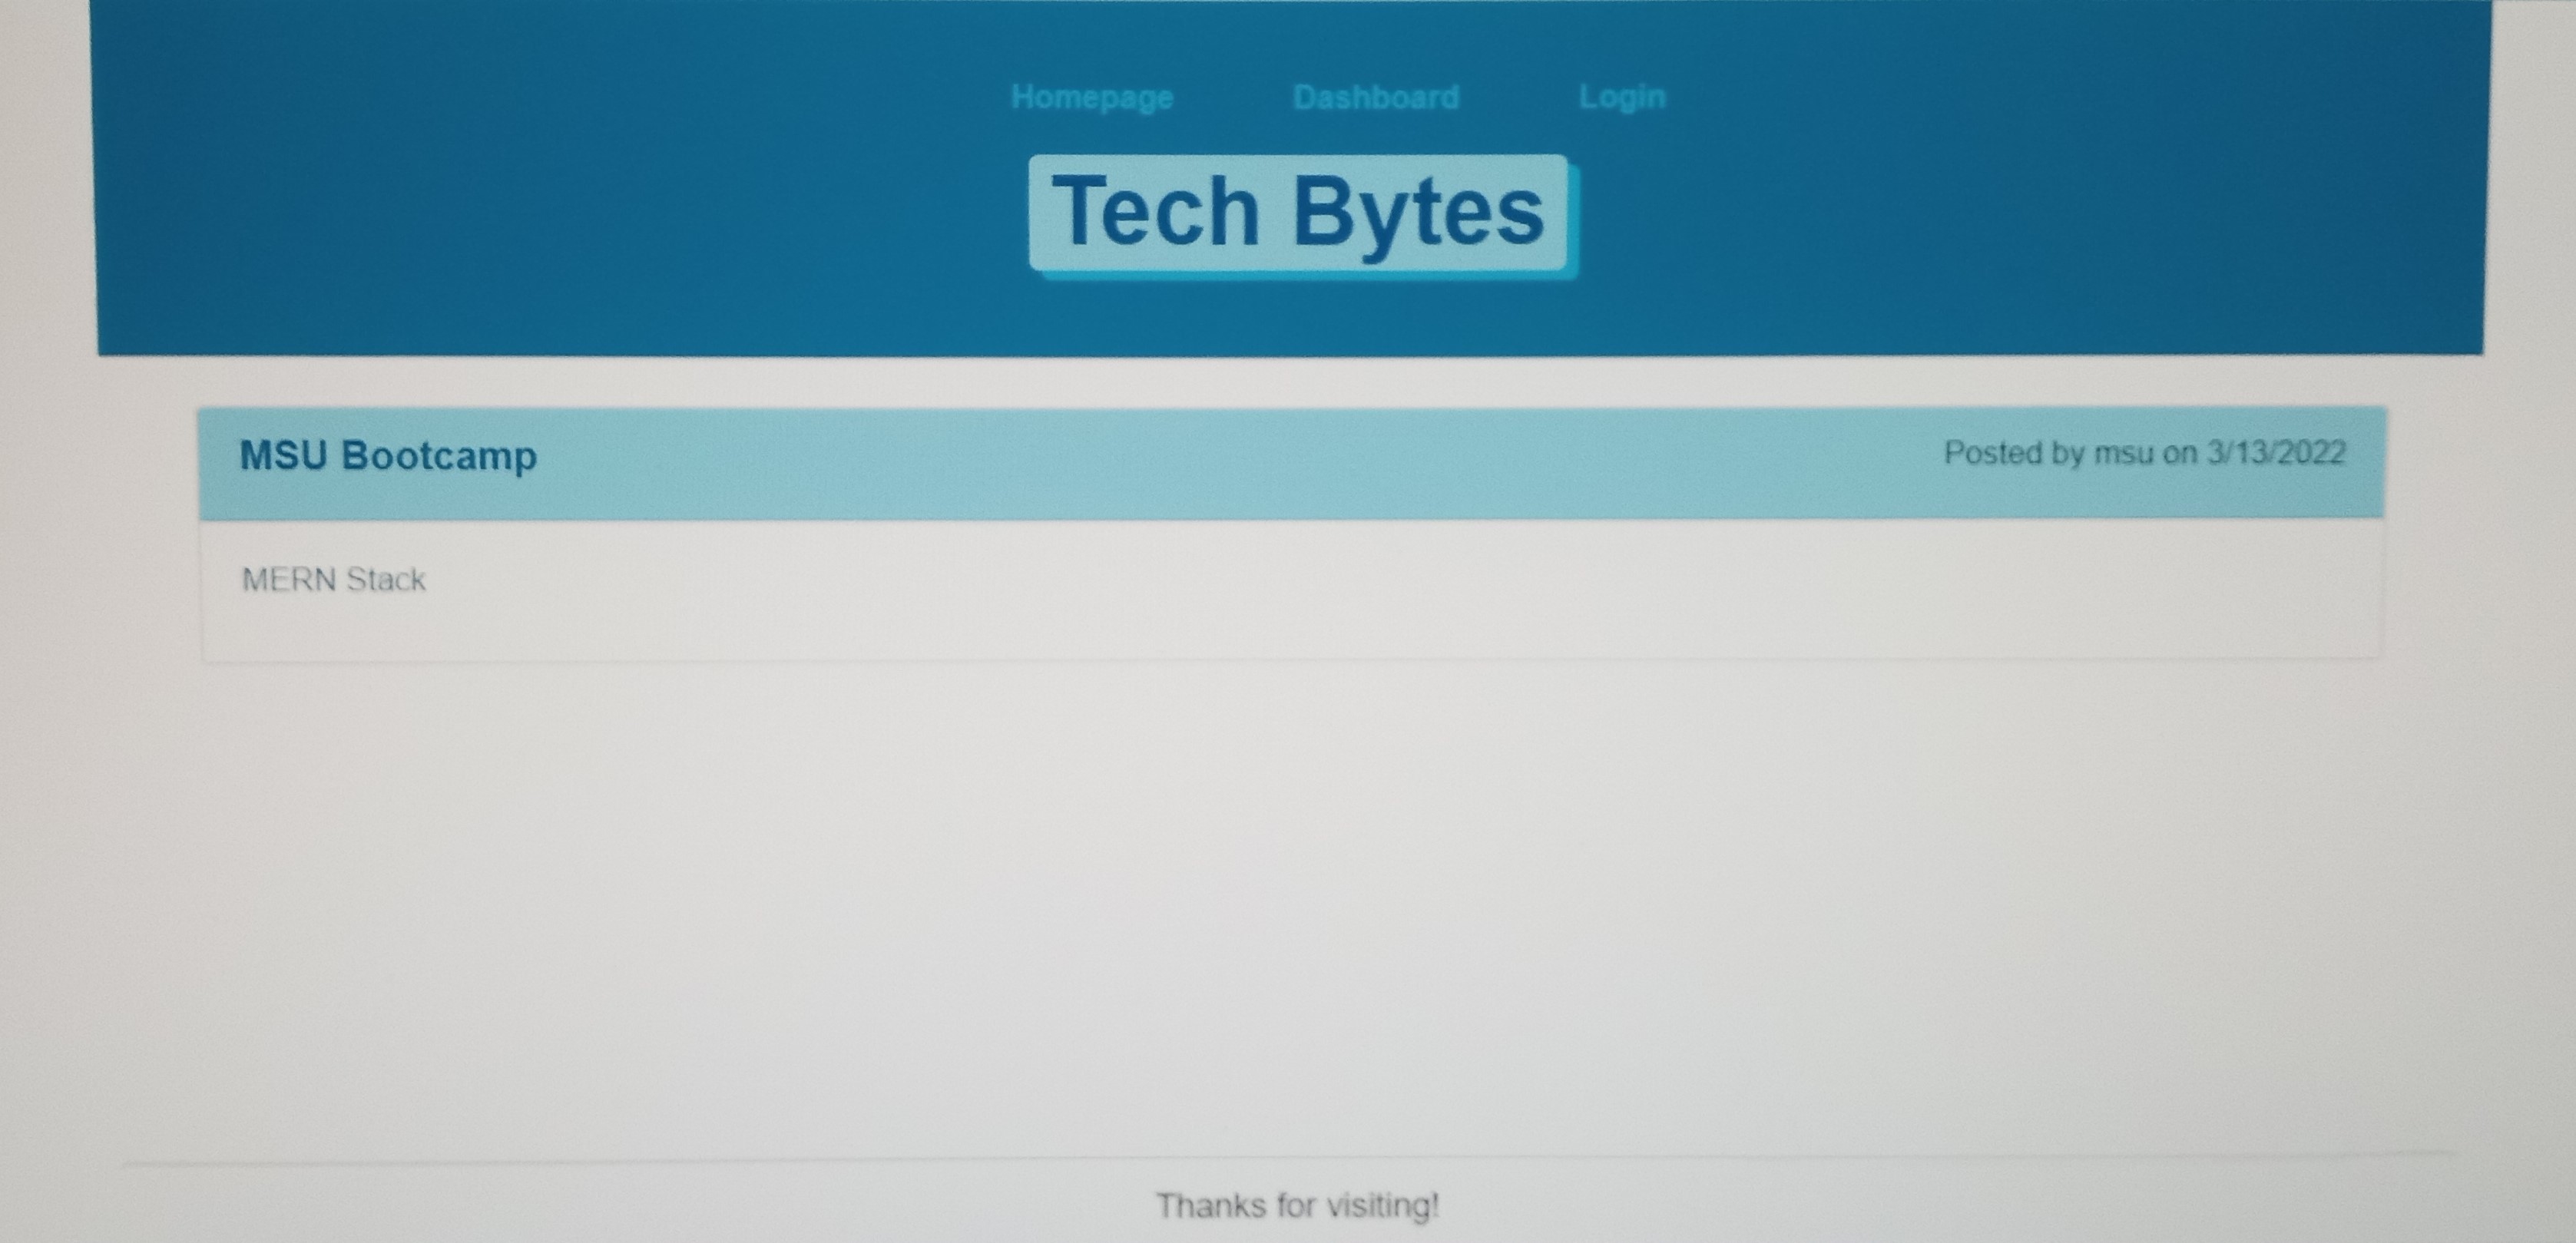 Homepage Dashboard Login
Tech Bytes
MSU Bootcamp Posted by msu on 3/13/2022
MERN Stack
Thanks for visiting!